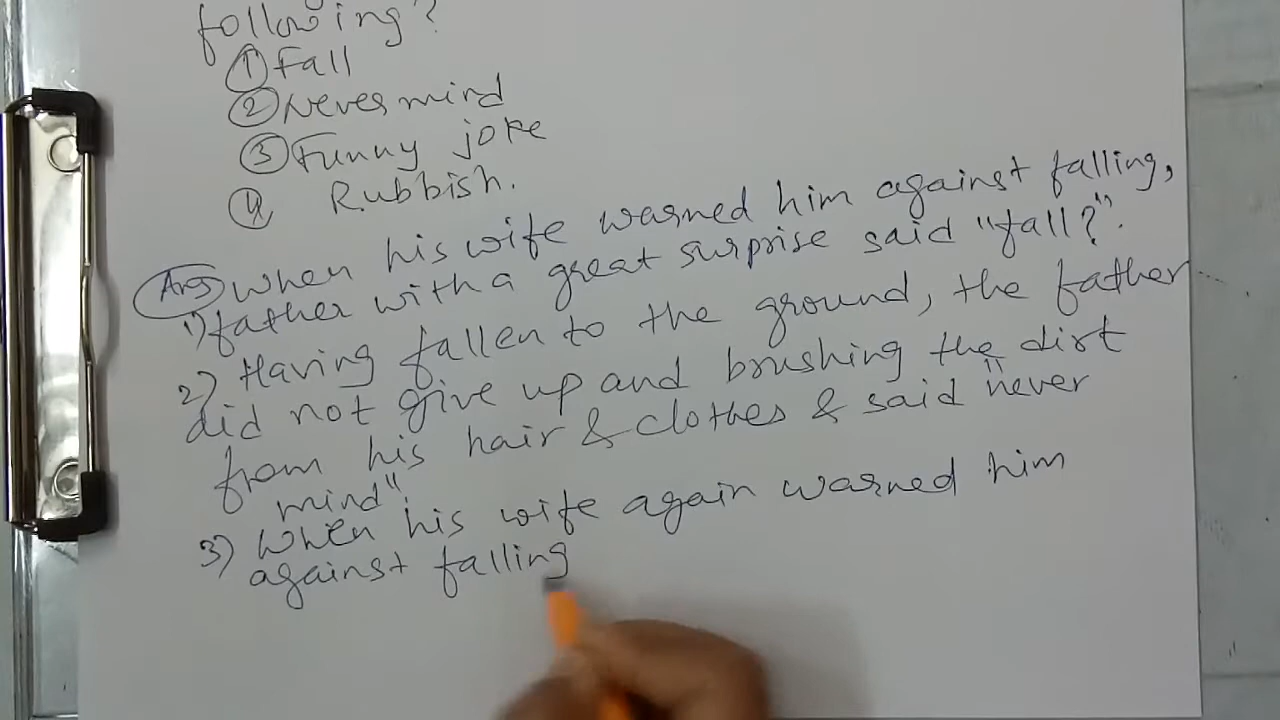 following?
① Fall
② Never mind
③ Funny joke
④ Rubbish.
Ans when his wife warned him against falling,
1) father with a great surprise said "fall?".
2) Having fallen to the ground, the father
did not give up and brushing the dirt
from his hair & clothes & said "never
mind".
3) When his wife again warned him
against falling